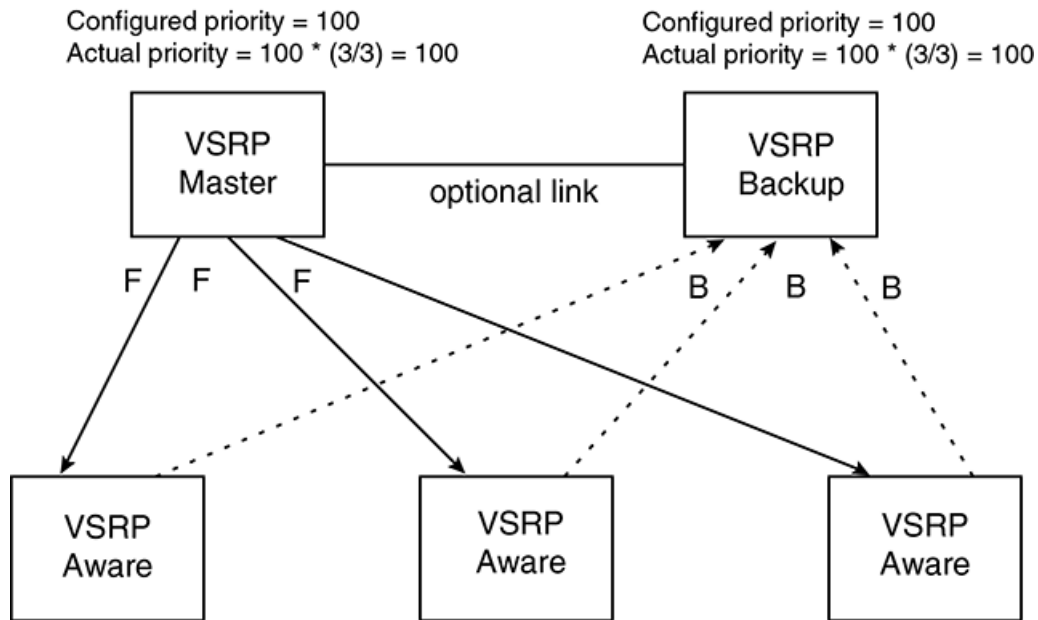 Configured priority = 100
Actual priority = 100 * (3/3) = 100
Configured priority = 100
Actual priority = 100 * (3/3) = 100
VSRP
Master
optional link
VSRP
Backup
F
F
F
B
B
B
VSRP
Aware
VSRP
Aware
VSRP
Aware